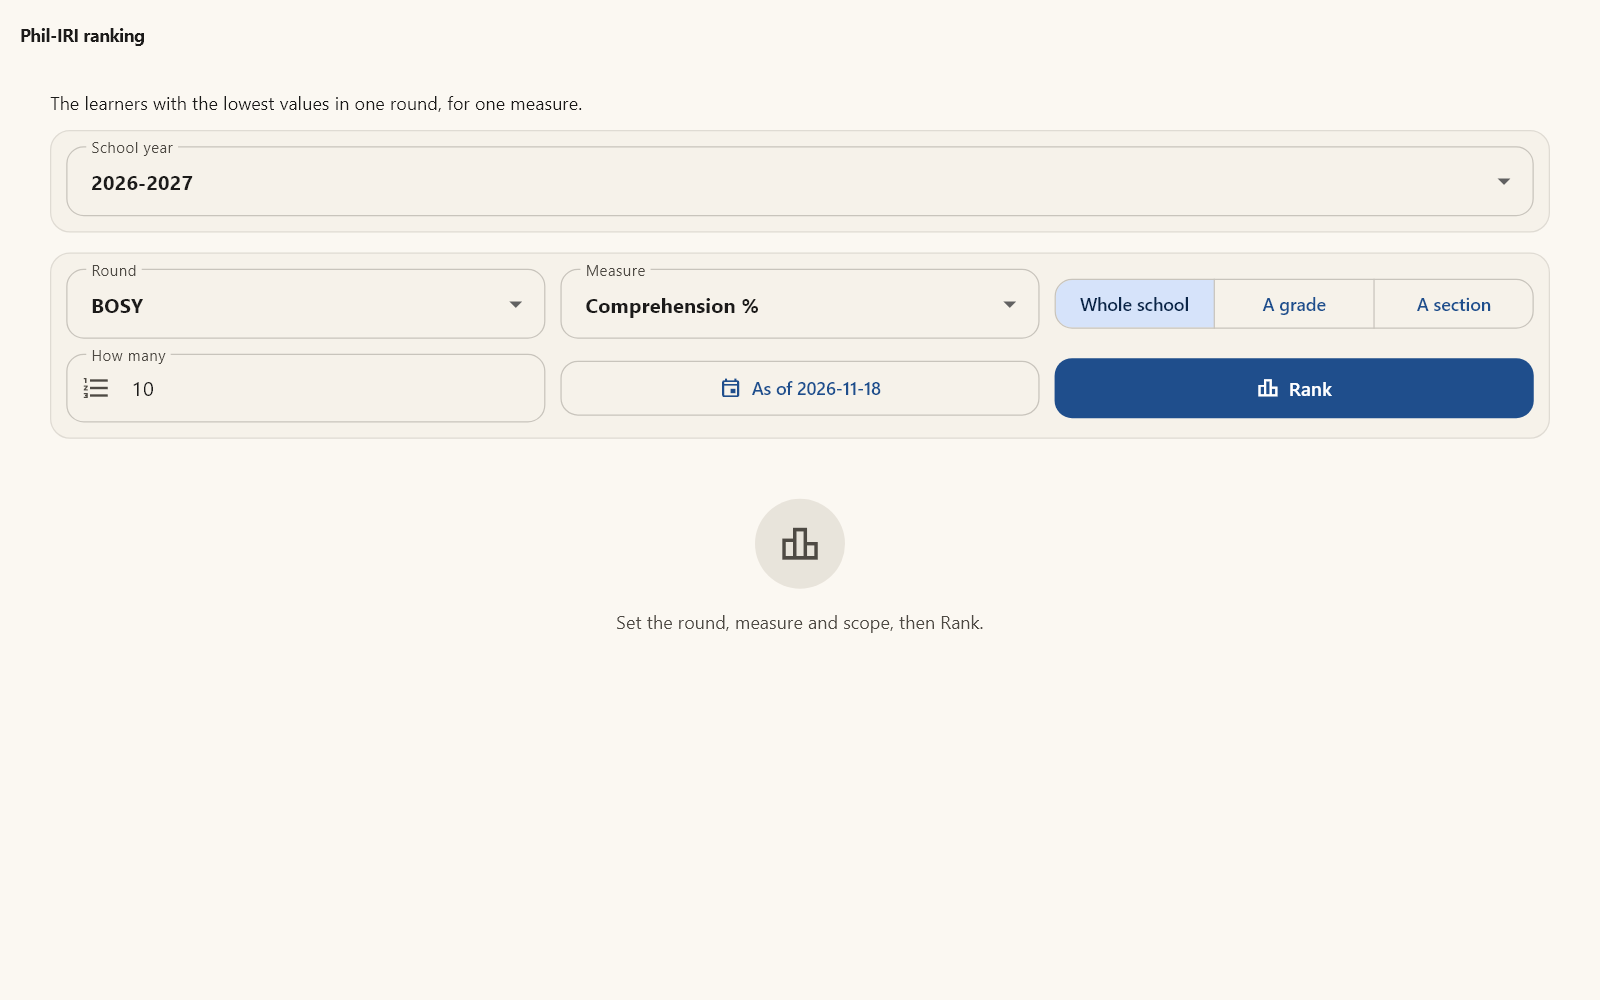 Phil-IRI ranking
The learners with the lowest values in one round, for one measure.
School year
2026-2027
Round
BOSY
Measure
Comprehension %
Whole school
A grade
A section
How many
10
As of 2026-11-18
Rank
Set the round, measure and scope, then Rank.